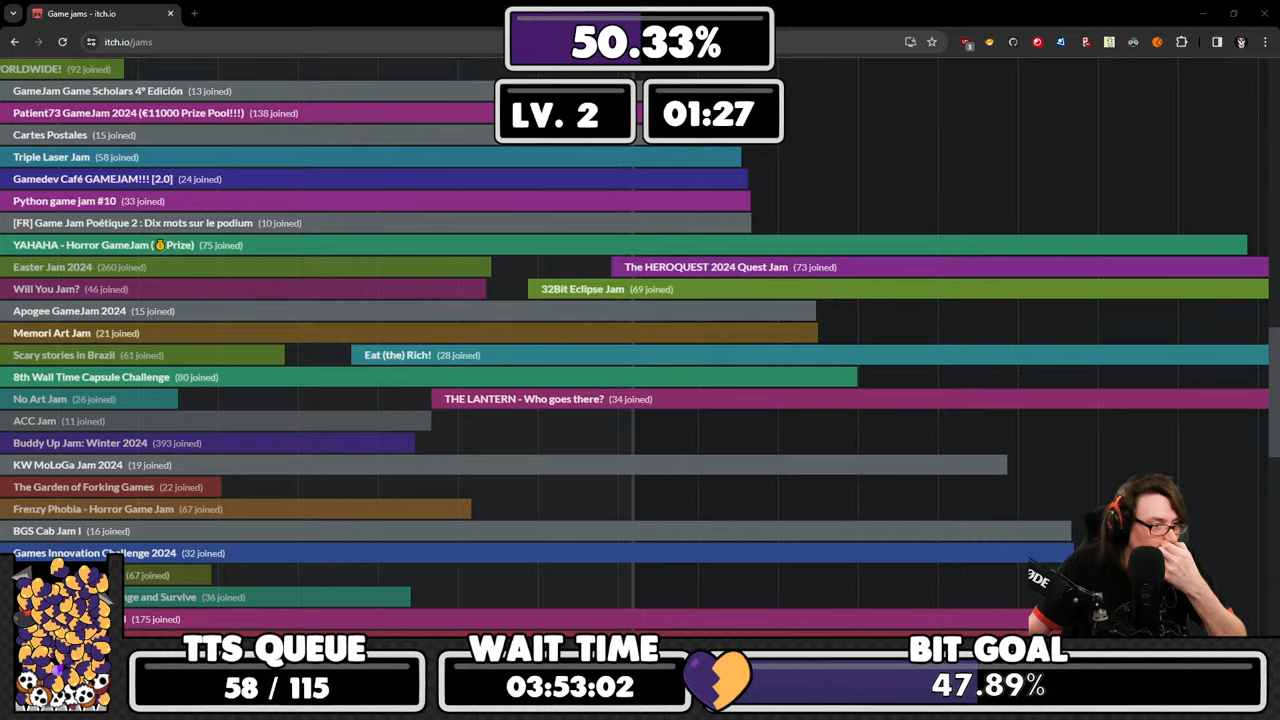 Game jams - itch.io
itch.io/jams
50.33%
LV. 2
01:27
WORLDWIDE! (92 joined)
GameJam Game Scholars 4º Edición (13 joined)
Patient73 GameJam 2024 (€11000 Prize Pool!!!) (138 joined)
Cartes Postales (15 joined)
Triple Laser Jam (58 joined)
Gamedev Café GAMEJAM!!! [2.0] (24 joined)
Python game jam #10 (33 joined)
[FR] Game Jam Poétique 2 : Dix mots sur le podium (10 joined)
YAHAHA - Horror GameJam (💰Prize) (75 joined)
Easter Jam 2024 (260 joined) The HEROQUEST 2024 Quest Jam (73 joined)
Will You Jam? (46 joined) 32Bit Eclipse Jam (69 joined)
Apogee GameJam 2024 (15 joined)
Memori Art Jam (21 joined)
Scary stories in Brazil (61 joined) Eat (the) Rich! (28 joined)
8th Wall Time Capsule Challenge (80 joined)
No Art Jam (26 joined) THE LANTERN - Who goes there? (34 joined)
ACC Jam (11 joined)
Buddy Up Jam: Winter 2024 (393 joined)
KW MoLoGa Jam 2024 (19 joined)
The Garden of Forking Games (22 joined)
Frenzy Phobia - Horror Game Jam (67 joined)
BGS Cab Jam I (16 joined)
Games Innovation Challenge 2024 (32 joined)
(67 joined)
nge and Survive (36 joined)
(175 joined)
TTS QUEUE
58 / 115
WAIT TIME
03:53:02
BIT GOAL
47.89%